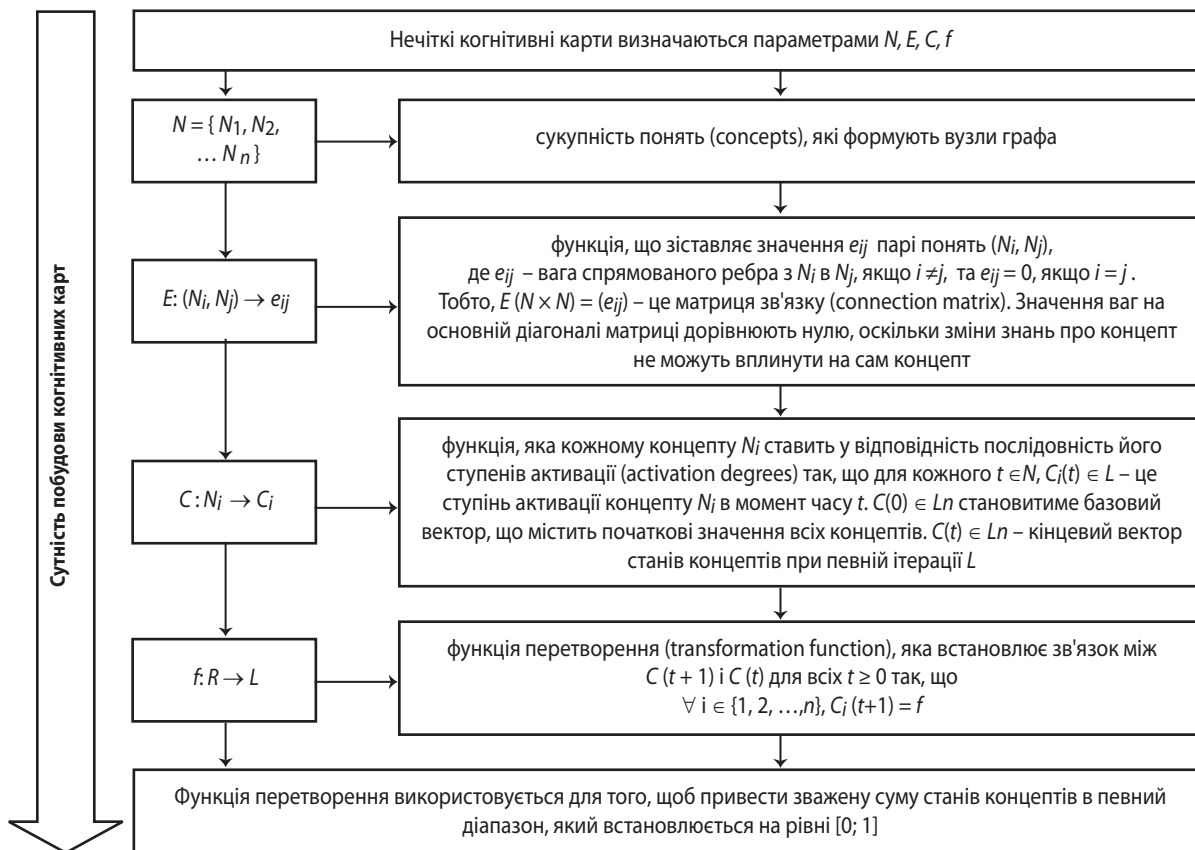 Сутність побудови когнітивних карт
Нечіткі когнітивні карти визначаються параметрами N, E, C, f
N = { N1, N2,
… N n }
сукупність понять (concepts), які формують вузли графа
E: (Ni, Nj) → eij
функція, що зіставляє значення eij парі понять (Ni, Nj),
де eij – вага спрямованого ребра з Ni в Nj, якщо i ≠j, та eij = 0, якщо i = j .
Тобто, E (N × N) = (eij) – це матриця зв'язку (connection matrix). Значення ваг на
основній діагоналі матриці дорівнюють нулю, оскільки зміни знань про концепт
не можуть вплинути на сам концепт
C : Ni → Ci
функція, яка кожному концепту Ni ставить у відповідність послідовність його
ступенів активації (activation degrees) так, що для кожного t ∈N, Ci(t) ∈ L – це
ступінь активації концепту Ni в момент часу t. C(0) ∈ Ln становитиме базовий
вектор, що містить початкові значення всіх концептів. C(t) ∈ Ln – кінцевий вектор
станів концептів при певній ітерації L
f: R → L
функція перетворення (transformation function), яка встановлює зв'язок між
C (t + 1) і C (t) для всіх t ≥ 0 так, що
∀ i ∈ {1, 2, …,n}, Ci (t+1) = f
Функція перетворення використовується для того, щоб привести зважену суму станів концептів в певний
діапазон, який встановлюється на рівні [0; 1]